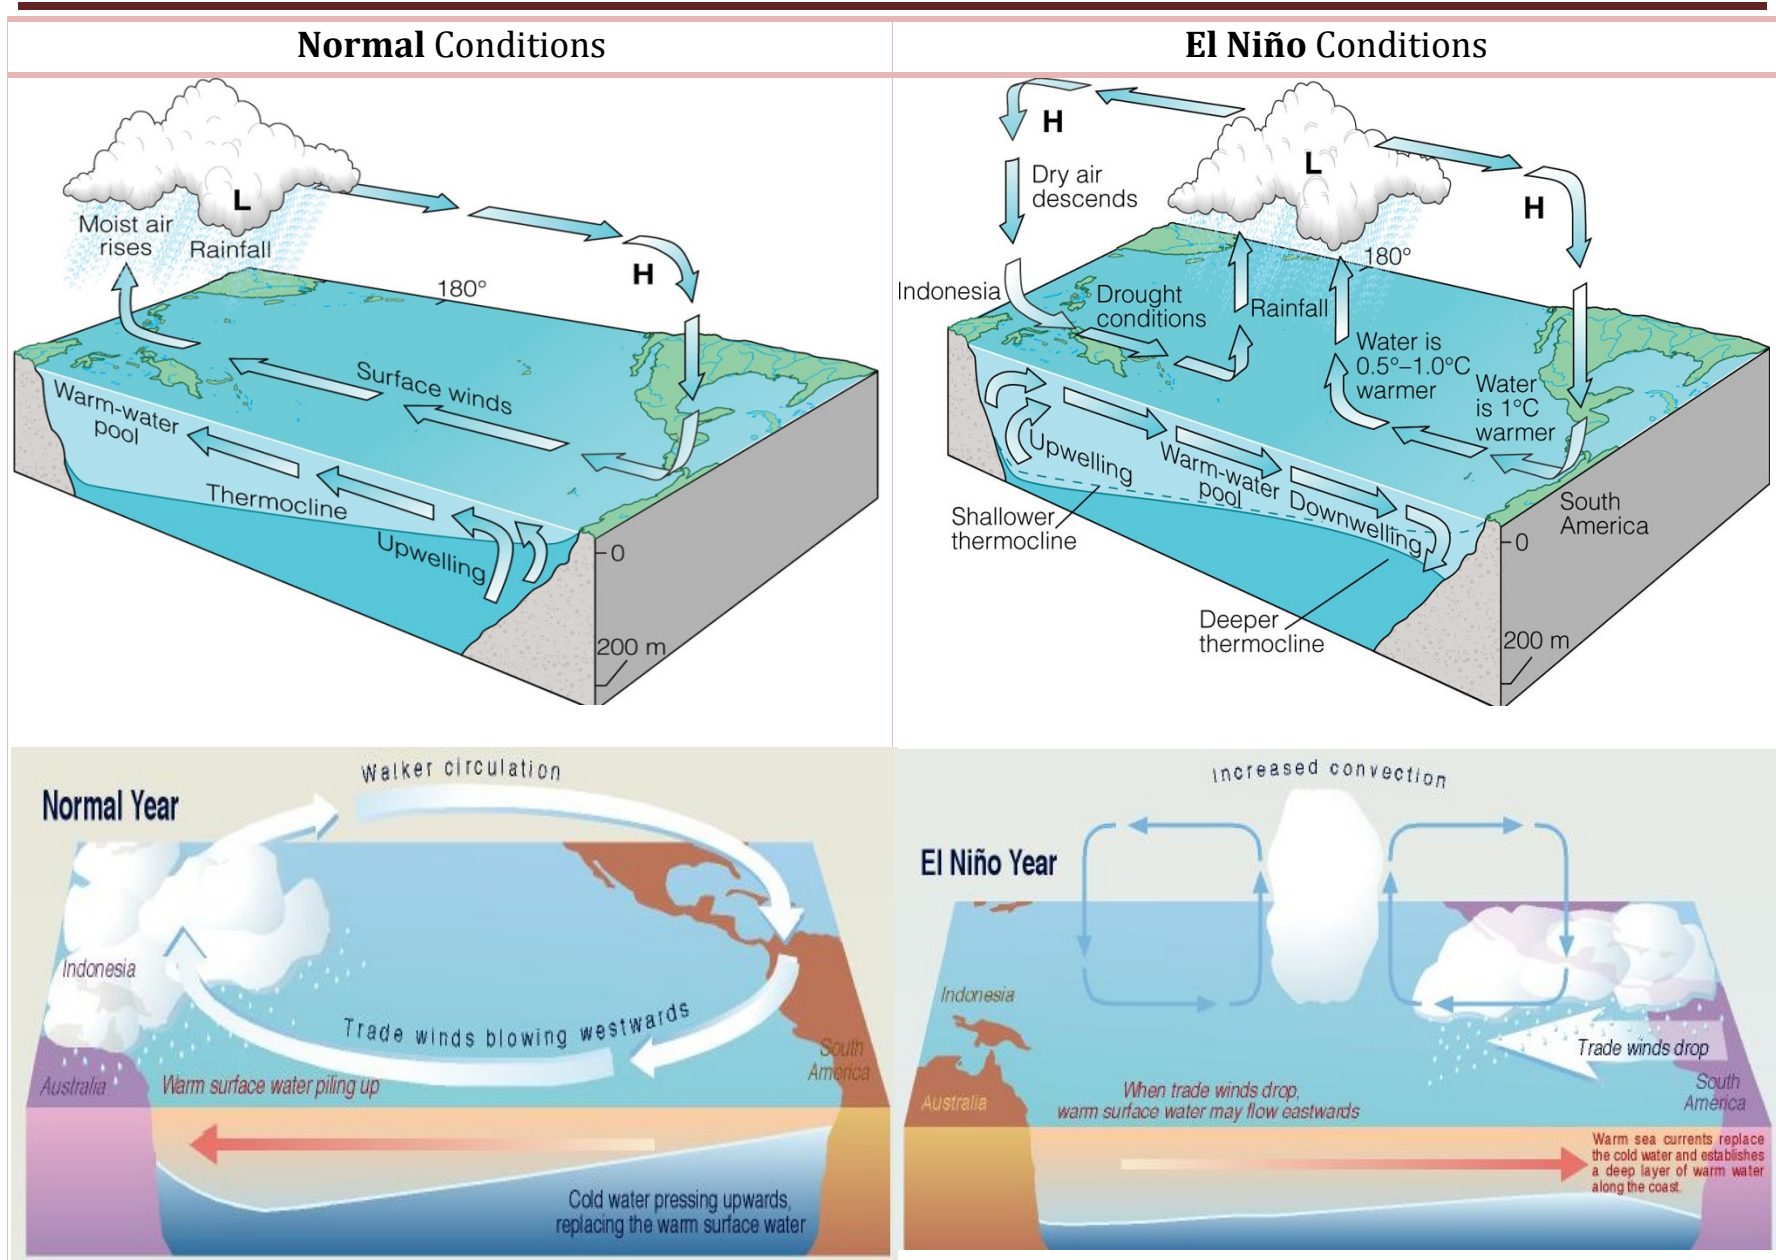 Normal Conditions
El Niño Conditions
L
Moist air
rises
Rainfall
H
180°
Surface winds
Warm-water
pool
Thermocline
Upwelling
0
200 m
H
L
Dry air
descends
H
180°
Indonesia
Drought
conditions
Rainfall
Water is
0.5°–1.0°C
warmer
Water
is 1°C
warmer
Upwelling
Warm-water
pool
Downwelling
Shallower
thermocline
South
America
0
Deeper
thermocline
200 m
Walker circulation
Normal Year
Indonesia
Trade winds blowing westwards
South
America
Australia
Warm surface water piling up
Cold water pressing upwards,
replacing the warm surface water
Increased convection
El Niño Year
Indonesia
Trade winds drop
When trade winds drop,
warm surface water may flow eastwards
Australia
South
America
Warm sea currents replace
the cold water and establishes
a deep layer of warm water
along the coast.